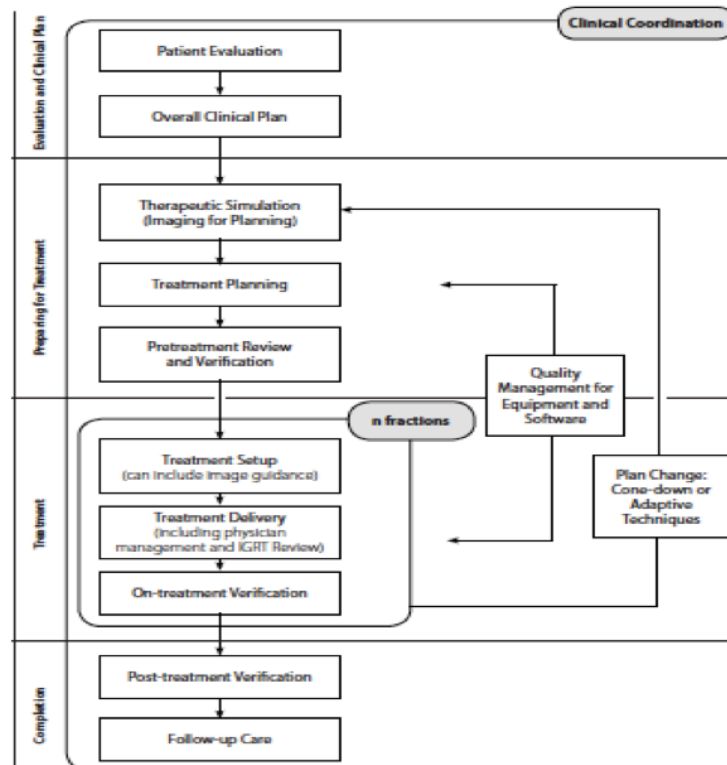 Clinical Coordination
Evaluation and Clinical Plan
Patient Evaluation
Overall Clinical Plan
Preparing for Treatment
Therapeutic Simulation
(Imaging for Planning)
Treatment Planning
Pretreatment Review
and Verification
Quality
Management for
Equipment and
Software
n fractions
Treatment
Treatment Setup
(can include image guidance)
Treatment Delivery
(including physician
management and IGRT Review)
On-treatment Verification
Plan Change:
Cone-down or
Adaptive
Techniques
Completion
Post-treatment Verification
Follow-up Care